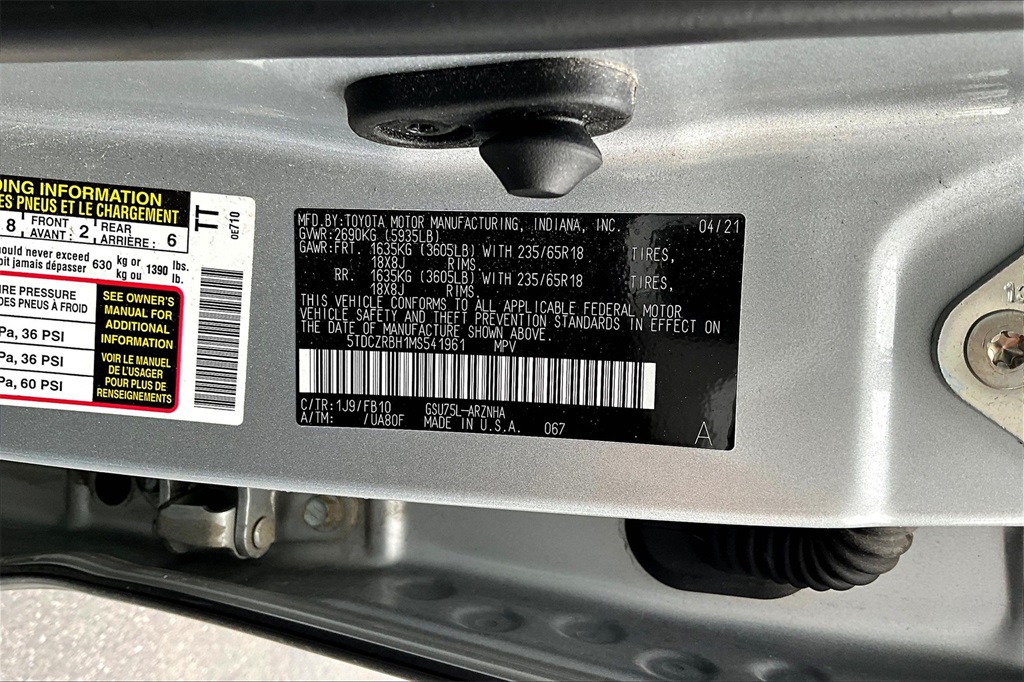 DING INFORMATION
DES PNEUS ET LE CHARGEMENT
8 FRONT AVANT : 2 REAR ARRIÈRE : 6
should never exceed 630 kg or 1390 lbs.
oit jamais dépasser kg ou lb.
IRE PRESSURE
DES PNEUS À FROID
Pa, 36 PSI
Pa, 36 PSI
Pa, 60 PSI
SEE OWNER'S
MANUAL FOR
ADDITIONAL
INFORMATION
VOIR LE MANUEL
DE L'USAGER
POUR PLUS DE
RENSEIGNEMENTS
TT
0E710
MFD.BY:TOYOTA MOTOR MANUFACTURING, INDIANA, INC. 04/21
GVWR:2690KG (5935LB)
GAWR:FRT. 1635KG (3605LB) WITH 235/65R18 TIRES,
18X8J RIMS.
RR. 1635KG (3605LB) WITH 235/65R18 TIRES,
18X8J RIMS.
THIS VEHICLE CONFORMS TO ALL APPLICABLE FEDERAL MOTOR
VEHICLE SAFETY AND THEFT PREVENTION STANDARDS IN EFFECT ON
THE DATE OF MANUFACTURE SHOWN ABOVE.
5TDCZRBH1MS541961 MPV
C/TR:1J9/FB10 GSU75L-ARZNHA
A/TM: /UA80F MADE IN U.S.A. 067 A